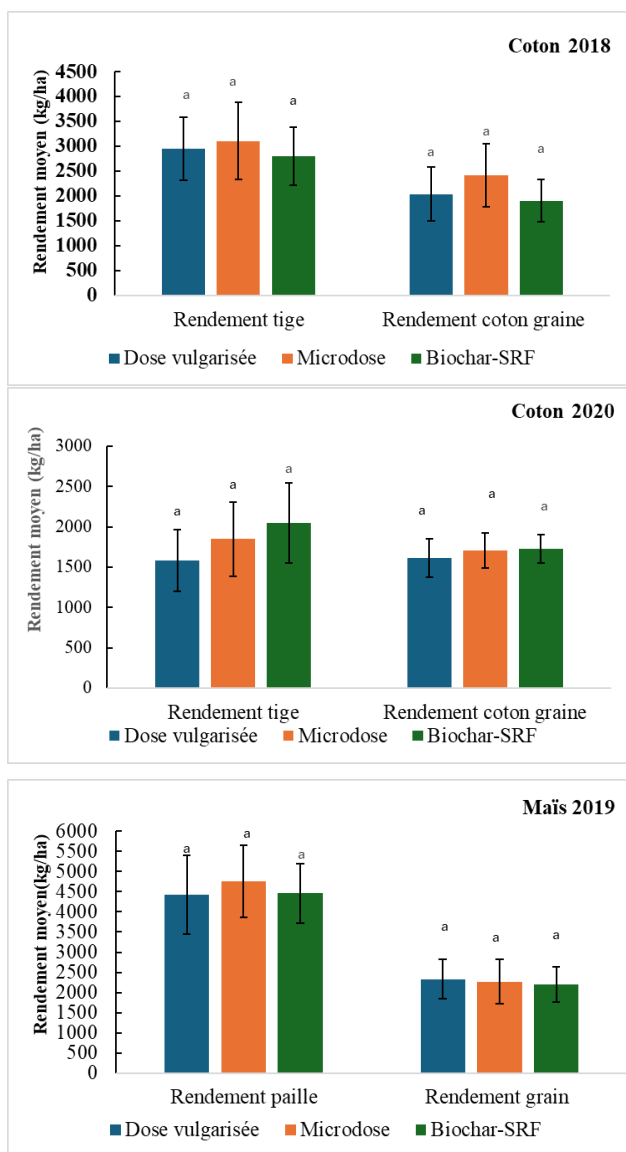 Coton 2018
Rendement moyen (kg/ha)
4500
4000
3500
3000
2500
2000
1500
1000
500
0
a a a a a a
Rendement tige Rendement coton graine
Dose vulgarisée Microdose Biochar-SRF
Coton 2020
Rendement moyen (kg/ha)
3000
2500
2000
1500
1000
500
0
a a a a a a
Rendement tige Rendement coton graine
Dose vulgarisée Microdose Biochar-SRF
Maïs 2019
Rendement moyen(kg/ha)
6000
5500
5000
4500
4000
3500
3000
2500
2000
1500
1000
500
0
a a a a a a
Rendement paille Rendement grain
Dose vulgarisée Microdose Biochar-SRF